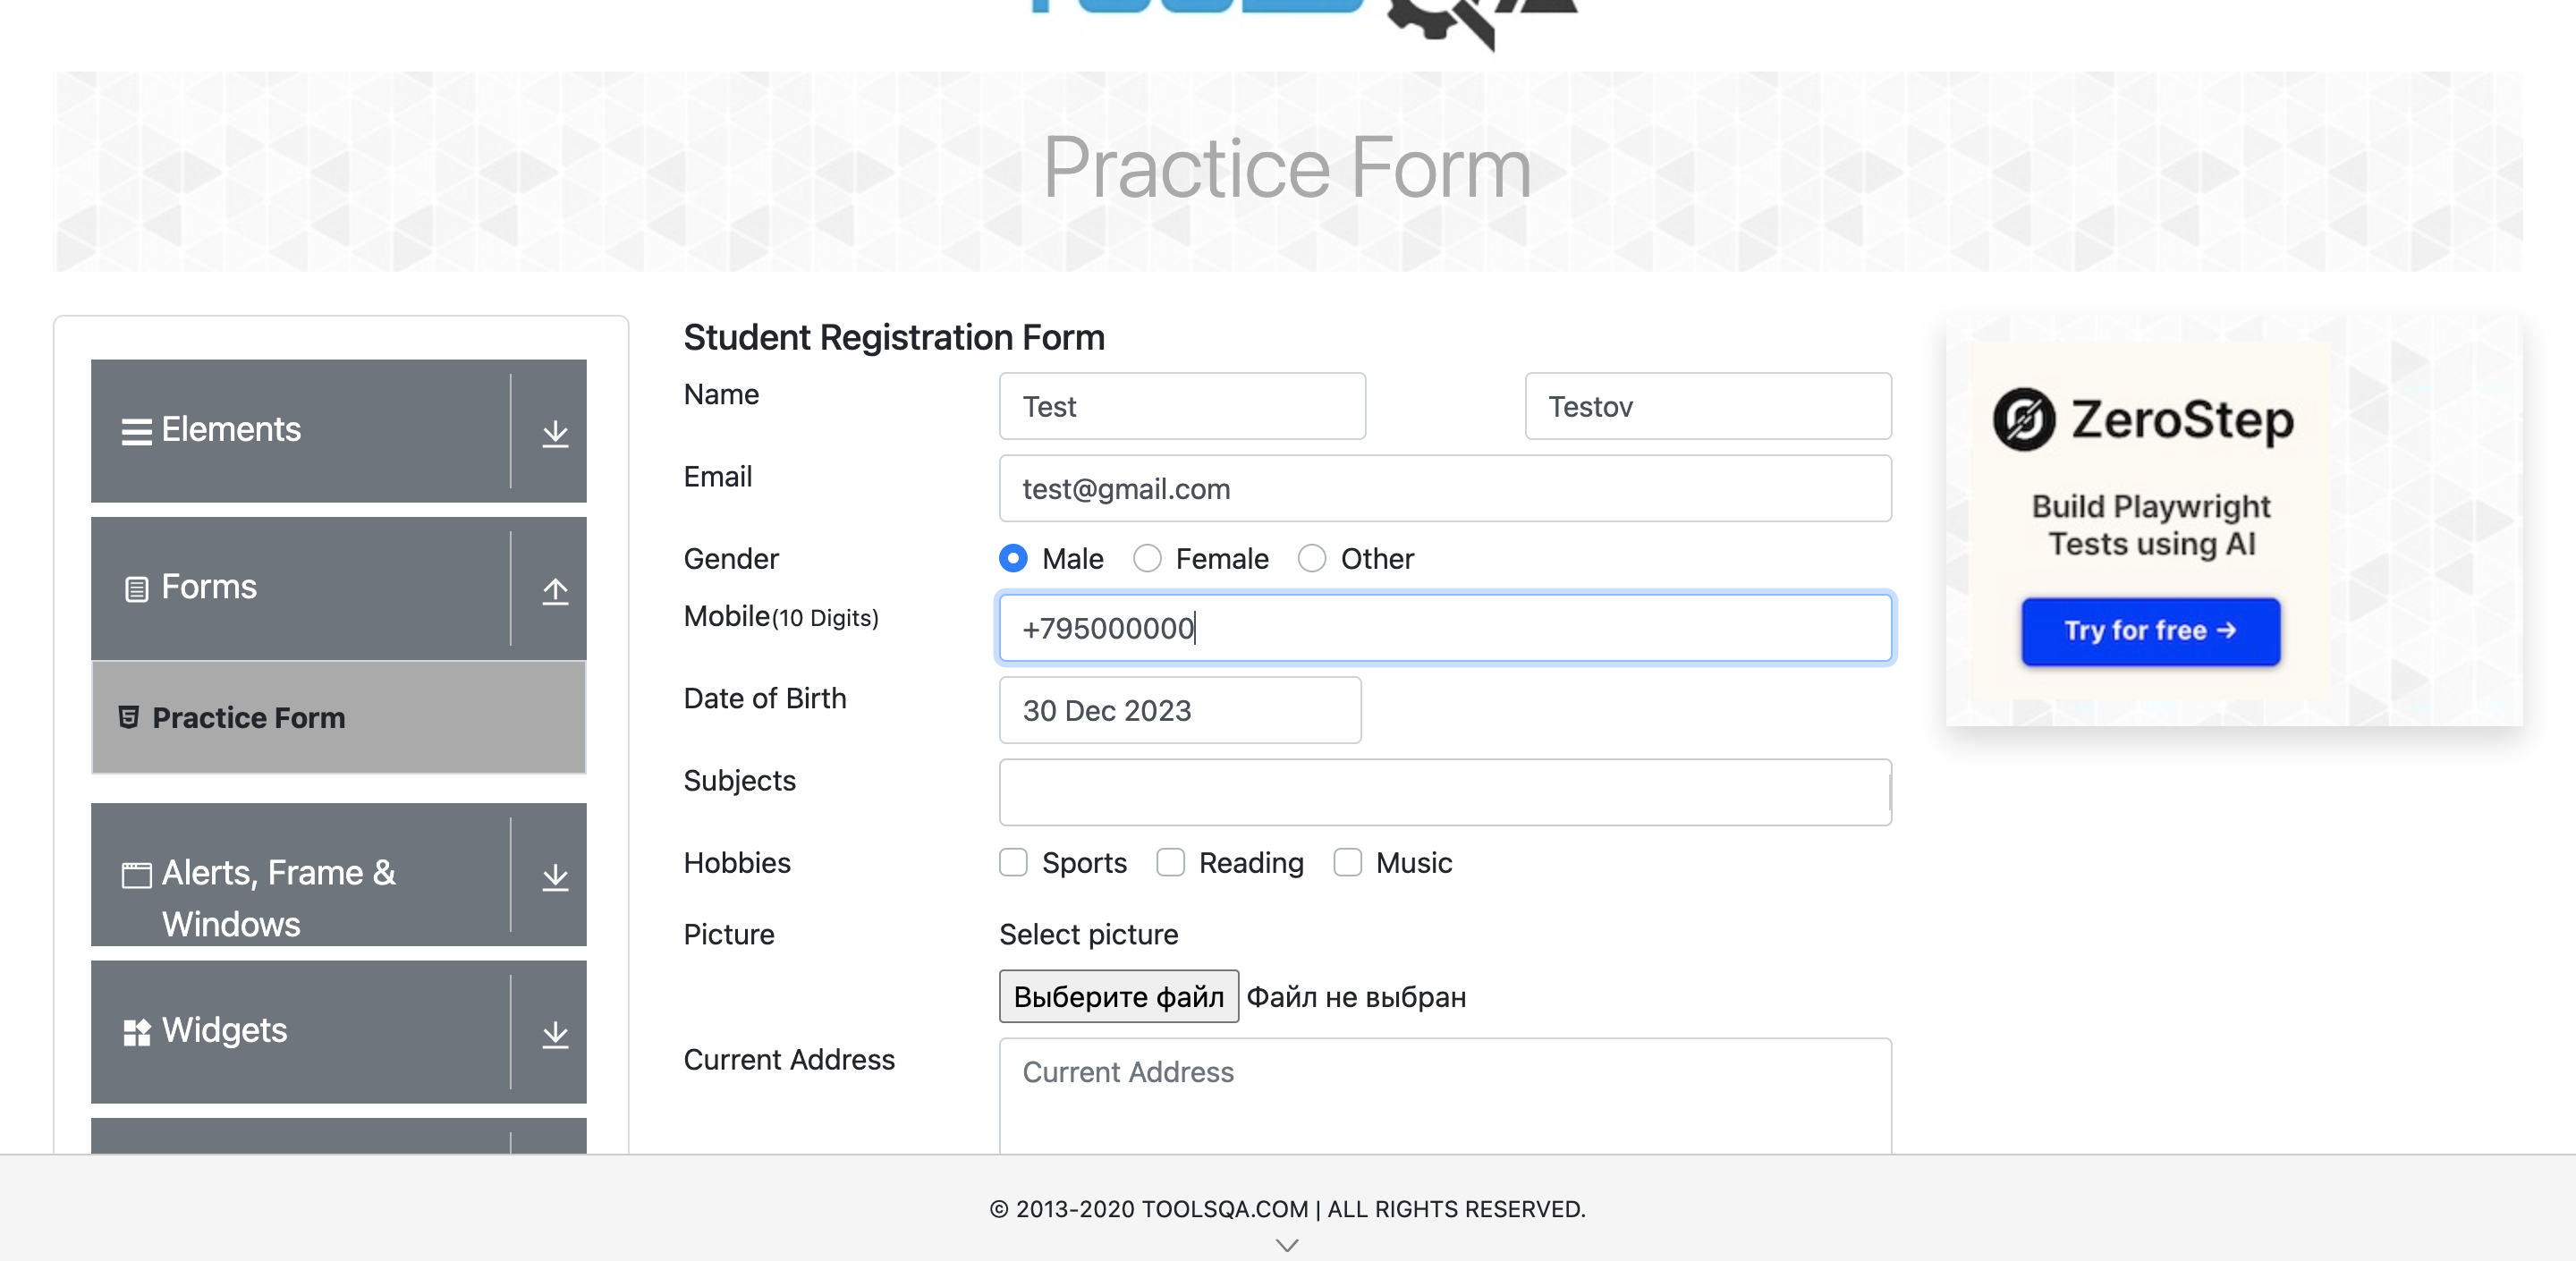 Practice Form
Elements
Forms
Practice Form
Alerts, Frame &
Windows
Widgets
Student Registration Form
Name
Test
Testov
Email
test@gmail.com
Gender
Male
Female
Other
Mobile(10 Digits)
+795000000
Date of Birth
30 Dec 2023
Subjects
Hobbies
Sports
Reading
Music
Picture
Select picture
Выберите файл Файл не выбран
Current Address
Current Address
ZeroStep
Build Playwright
Tests using AI
Try for free →
© 2013-2020 TOOLSQA.COM | ALL RIGHTS RESERVED.